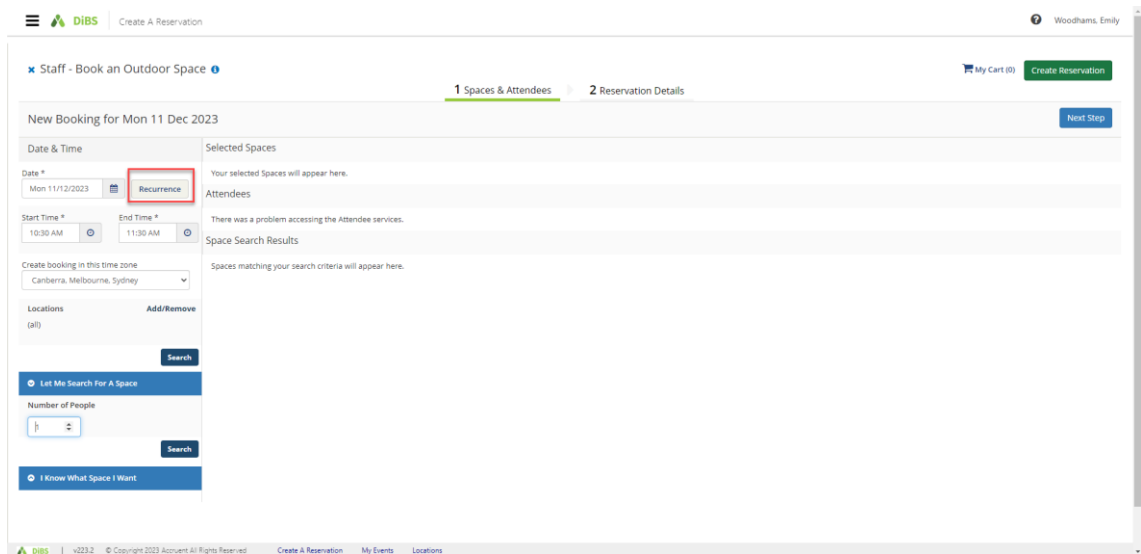 DiBS Create A Reservation Woodhams, Emily
Staff - Book an Outdoor Space
My Cart (0) Create Reservation
1 Spaces & Attendees 2 Reservation Details
New Booking for Mon 11 Dec 2023 Next Step
Date & Time Selected Spaces
Date * Your selected Spaces will appear here.
Mon 11/12/2023 Recurrence
Attendees
Start Time * End Time * There was a problem accessing the Attendee services.
10:30 AM 11:30 AM
Space Search Results
Create booking in this time zone Spaces matching your search criteria will appear here.
Canberra, Melbourne, Sydney
Locations Add/Remove
(all)
Search
Let Me Search For A Space
Number of People
1
Search
I Know What Space I Want
DiBS | v223.2 © Copyright 2023 Accruent All Rights Reserved Create A Reservation My Events Locations